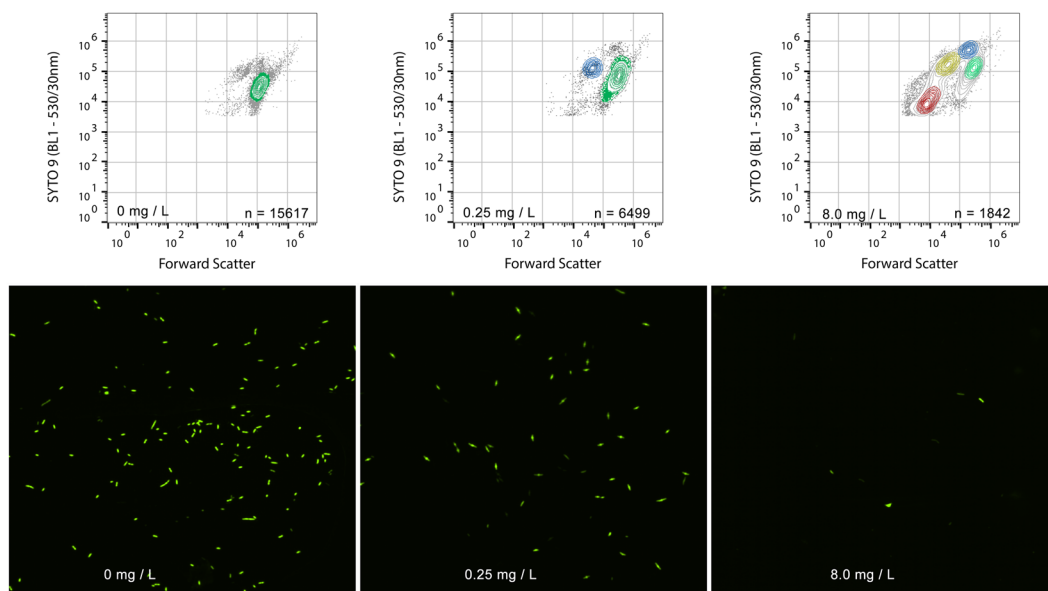 SYTO 9 (BL1 - 530/30nm)
10^6
10^5
10^4
10^3
10^2
10^1
10^0
0 mg / L
n = 15617
10^0
10^2
10^4
10^6
Forward Scatter
SYTO 9 (BL1 - 530/30nm)
10^6
10^5
10^4
10^3
10^2
10^1
10^0
0.25 mg / L
n = 6499
10^0
10^2
10^4
10^6
Forward Scatter
SYTO 9 (BL1 - 530/30nm)
10^6
10^5
10^4
10^3
10^2
10^1
10^0
8.0 mg / L
n = 1842
10^0
10^2
10^4
10^6
Forward Scatter
0 mg / L
0.25 mg / L
8.0 mg / L